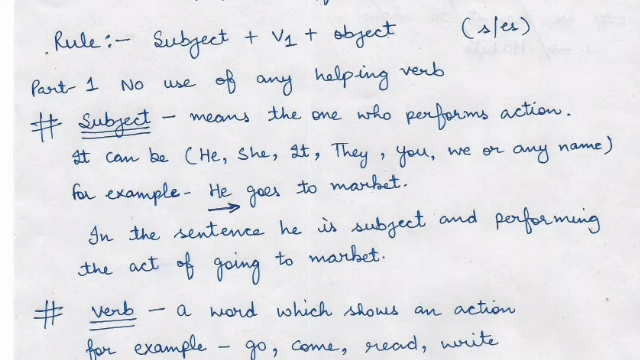 Rule :- Subject + V1 + object (s/es)
Part-1 No use of any helping verb
# Subject - means the one who performs action.
It can be (He, She, It, They, you, we or any name)
for example- He goes to market.
In the sentence he is subject and performing
the act of going to market.
# verb - a word which shows an action
for example - go, come, read, write